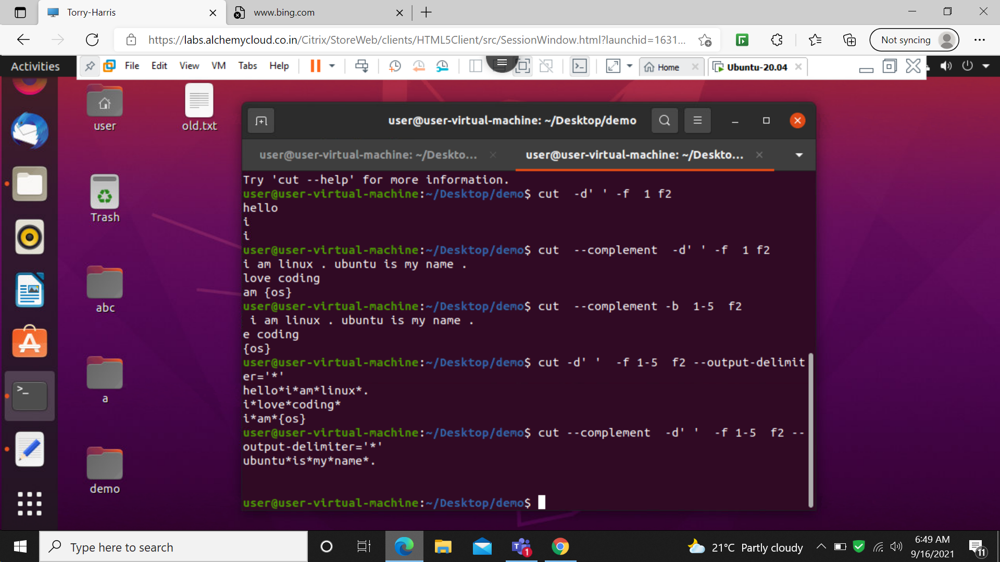 Torry-Harris
www.bing.com
https://labs.alchemycloud.co.in/Citrix/StoreWeb/clients/HTML5Client/src/SessionWindow.html?launchid=1631...
Not syncing
Activities
File Edit View VM Tabs Help
Home
Ubuntu-20.04
user
old.txt
Trash
abc
a
demo
user@user-virtual-machine: ~/Desktop/demo
user@user-virtual-machine: ~/Deskto...
user@user-virtual-machine: ~/Deskto...
Try 'cut --help' for more information.
user@user-virtual-machine:~/Desktop/demo$ cut  -d' ' -f  1 f2
hello
i
i
user@user-virtual-machine:~/Desktop/demo$ cut  --complement  -d' ' -f  1 f2
i am linux . ubuntu is my name .
love coding
am {os}
user@user-virtual-machine:~/Desktop/demo$ cut  --complement -b  1-5  f2
 i am linux . ubuntu is my name .
e coding
{os}
user@user-virtual-machine:~/Desktop/demo$ cut -d' '  -f 1-5  f2 --output-delimit
er='*'
hello*i*am*linux*.
i*love*coding*
i*am*{os}
user@user-virtual-machine:~/Desktop/demo$ cut --complement  -d' '  -f 1-5  f2 --
output-delimiter='*'
ubuntu*is*my*name*.
user@user-virtual-machine:~/Desktop/demo$
Type here to search
1
21°C Partly cloudy
6:49 AM
9/16/2021
11